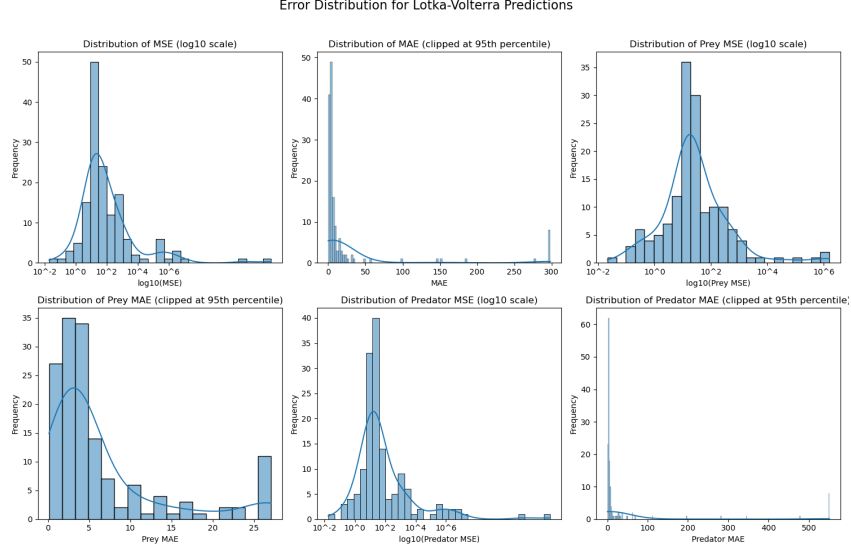 Error Distribution for Lotka-Volterra Predictions
Distribution of MSE (log10 scale)
Frequency
50
40
30
20
10
0
10^-2 10^0 10^2 10^4 10^6
log10(MSE)
Distribution of MAE (clipped at 95th percentile)
Frequency
50
40
30
20
10
0
0 50 100 150 200 250 300
MAE
Distribution of Prey MSE (log10 scale)
Frequency
35
30
25
20
15
10
5
0
10^-2 10^0 10^2 10^4 10^6
log10(Prey MSE)
Distribution of Prey MAE (clipped at 95th percentile)
Frequency
35
30
25
20
15
10
5
0
0 5 10 15 20 25
Prey MAE
Distribution of Predator MSE (log10 scale)
Frequency
40
35
30
25
20
15
10
5
0
10^-2 10^0 10^2 10^4 10^6
log10(Predator MSE)
Distribution of Predator MAE (clipped at 95th percentile)
Frequency
60
50
40
30
20
10
0
0 100 200 300 400 500
Predator MAE